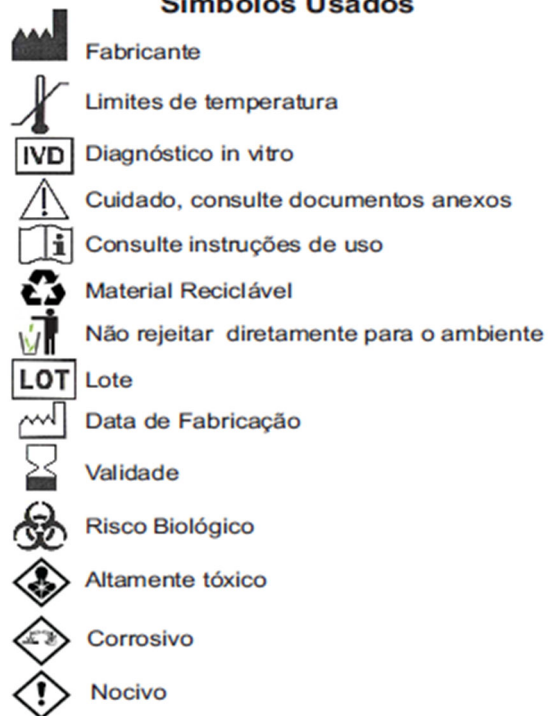 Símbolos Usados
Fabricante
Limites de temperatura
IVD Diagnóstico in vitro
Cuidado, consulte documentos anexos
i Consulte instruções de uso
Material Reciclável
Não rejeitar diretamente para o ambiente
LOT Lote
Data de Fabricação
Validade
Risco Biológico
Altamente tóxico
Corrosivo
! Nocivo